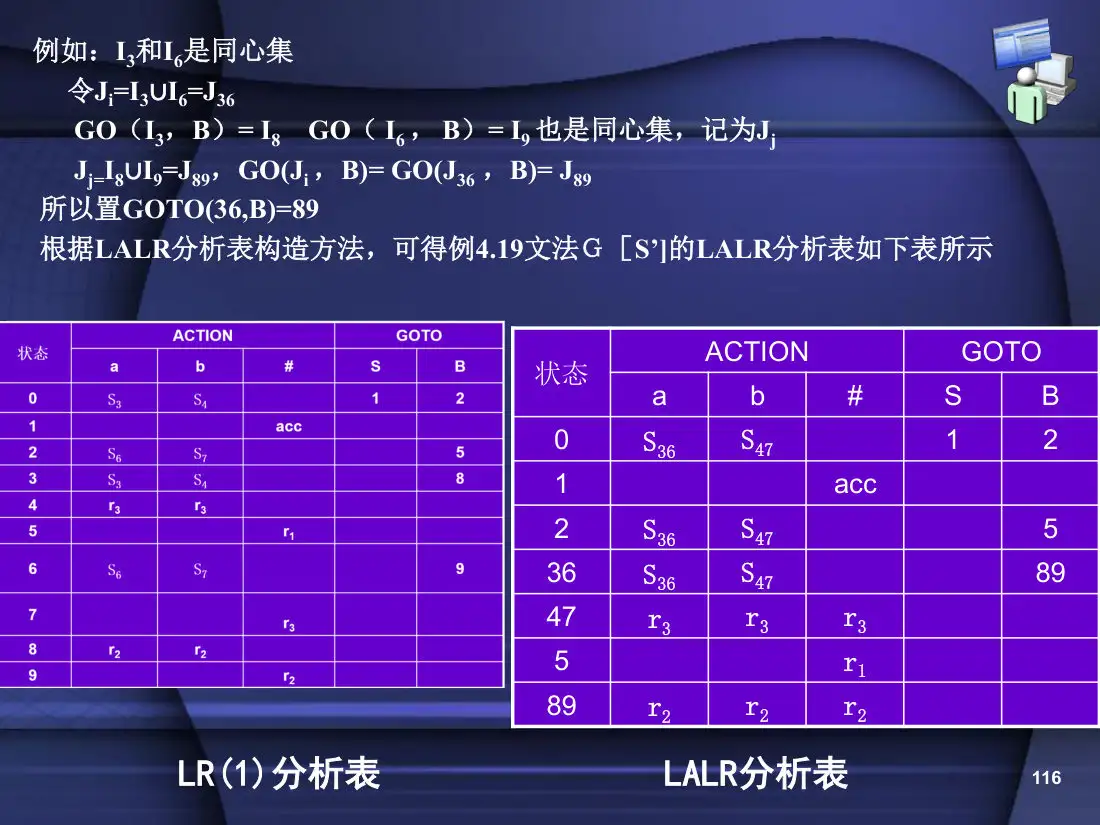 例如：I3和I6是同心集
令Ji=I3∪I6=J36
GO（I3，B）= I8 GO（ I6 ， B）= I9 也是同心集，记为Jj
Jj=I8∪I9=J89，GO(Ji ，B)= GO(J36 ，B)= J89
所以置GOTO(36,B)=89
根据LALR分析表构造方法，可得例4.19文法Ｇ［S’]的LALR分析表如下表所示
状态 ACTION GOTO
a b # S B
0 S3 S4 1 2
1 acc
2 S6 S7 5
3 S3 S4 8
4 r3 r3
5 r1
6 S6 S7 9
7 r3
8 r2 r2
9 r2
LR(1)分析表
状态 ACTION GOTO
a b # S B
0 S36 S47 1 2
1 acc
2 S36 S47 5
36 S36 S47 89
47 r3 r3 r3
5 r1
89 r2 r2 r2
LALR分析表
116